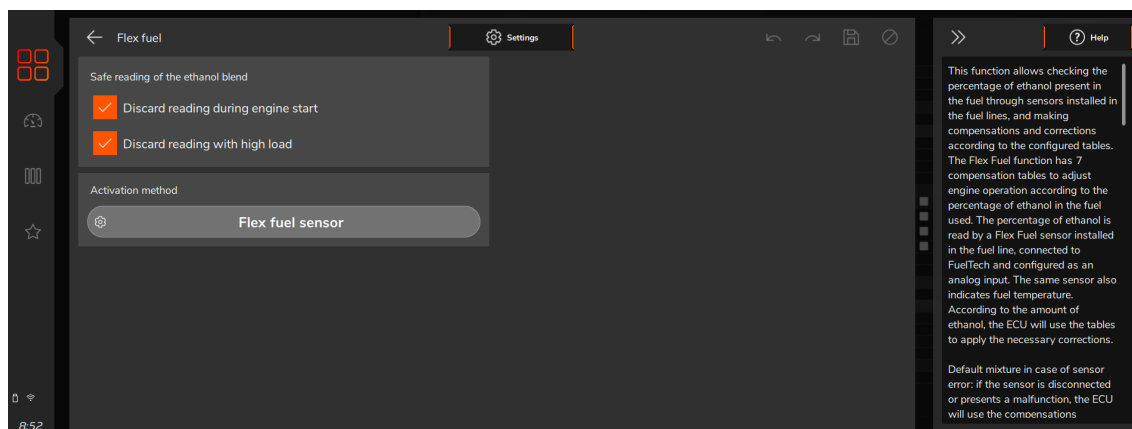 Flex fuel
Settings
Help
Safe reading of the ethanol blend
Discard reading during engine start
Discard reading with high load
Activation method
Flex fuel sensor
This function allows checking the
percentage of ethanol present in
the fuel through sensors installed in
the fuel lines, and making
compensations and corrections
according to the configured tables.
The Flex Fuel function has 7
compensation tables to adjust
engine operation according to the
percentage of ethanol in the fuel
used. The percentage of ethanol is
read by a Flex Fuel sensor installed
in the fuel line, connected to
FuelTech and configured as an
analog input. The same sensor also
indicates fuel temperature.
According to the amount of
ethanol, the ECU will use the tables
to apply the necessary corrections.
Default mixture in case of sensor
error: if the sensor is disconnected
or presents a malfunction, the ECU
will use the compensations
8:52